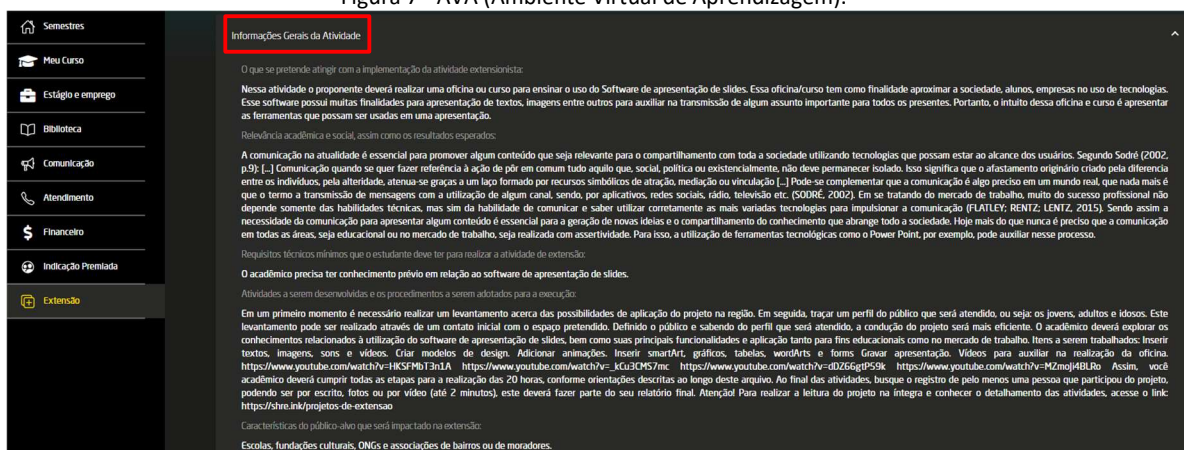 Figura 7 - AVA (Ambiente Virtual de Aprendizagem).
Semestres
Meu Curso
Estágio e emprego
Biblioteca
Comunicação
Atendimento
Financeiro
Indicação Premiada
Extensão
Informações Gerais da Atividade
O que se pretende atingir com a implementação da atividade extensionista:
Nessa atividade o proponente deverá realizar uma oficina ou curso para ensinar o uso do Software de apresentação de slides. Essa oficina/curso tem como finalidade aproximar a sociedade, alunos, empresas no uso de tecnologias.
Esse software possui muitas finalidades para apresentação de textos, imagens entre outros para auxiliar na transmissão de algum assunto importante para todos os presentes. Portanto, o intuito dessa oficina e curso é apresentar
as ferramentas que possam ser usadas em uma apresentação.
Relevância acadêmica e social, assim como os resultados esperados:
A comunicação na atualidade é essencial para promover algum conteúdo que seja relevante para o compartilhamento com toda a sociedade utilizando tecnologias que possam estar ao alcance dos usuários. Segundo Sodré (2002,
p.9): [...] Comunicação quando se quer fazer referência à ação de pôr em comum tudo aquilo que, social, política ou existencialmente, não deve permanecer isolado. Isso significa que o afastamento originário criado pela diferencia
entre os indivíduos, pela alteridade, atenua-se graças a um laço formado por recursos simbólicos de atração, mediação ou vinculação [...] Pode-se complementar que a comunicação é algo preciso em um mundo real, que nada mais é
que o termo a transmissão de mensagens com a utilização de algum canal, sendo, por aplicativos, redes sociais, rádio, televisão etc. (SODRÉ, 2002). Em se tratando do mercado de trabalho, muito do sucesso profissional não
depende somente das habilidades técnicas, mas sim da habilidade de comunicar e saber utilizar corretamente as mais variadas tecnologias para impulsionar a comunicação (FLATLEY; RENTZ; LENTZ, 2015). Sendo assim a
necessidade da comunicação para apresentar algum conteúdo é essencial para a geração de novas ideias e o compartilhamento do conhecimento que abrange todo a sociedade. Hoje mais do que nunca é preciso que a comunicação
em todas as áreas, seja educacional ou no mercado de trabalho, seja realizada com assertividade. Para isso, a utilização de ferramentas tecnológicas como o Power Point, por exemplo, pode auxiliar nesse processo.
Requisitos técnicos mínimos que o estudante deve ter para realizar a atividade de extensão:
O acadêmico precisa ter conhecimento prévio em relação ao software de apresentação de slides.
Atividades a serem desenvolvidas e os procedimentos a serem adotados para a execução:
Em um primeiro momento é necessário realizar um levantamento acerca das possibilidades de aplicação do projeto na região. Em seguida, traçar um perfil do público que será atendido, ou seja: os jovens, adultos e idosos. Este
levantamento pode ser realizado através de um contato inicial com o espaço pretendido. Definido o público e sabendo do perfil que será atendido, a condução do projeto será mais eficiente. O acadêmico deverá explorar os
conhecimentos relacionados à utilização do software de apresentação de slides, bem como suas principais funcionalidades e aplicação tanto para fins educacionais como no mercado de trabalho. Itens a serem trabalhados: Inserir
textos, imagens, sons e vídeos. Criar modelos de design. Adicionar animações. Inserir smartArt, gráficos, tabelas, wordArts e forms Gravar apresentação. Vídeos para auxiliar na realização da oficina.
https://www.youtube.com/watch?v=HKSFMbT3n1A https://www.youtube.com/watch?v=_kCu3CMS7mc https://www.youtube.com/watch?v=dDZ66gtP59k https://www.youtube.com/watch?v=MZmoJi4BLRo Assim, você
acadêmico deverá cumprir todas as etapas para a realização das 20 horas, conforme orientações descritas ao longo deste arquivo. Ao final das atividades, busque o registro de pelo menos uma pessoa que participou do projeto,
podendo ser por escrito, fotos ou por vídeo (até 2 minutos), este deverá fazer parte do seu relatório final. Atenção! Para realizar a leitura do projeto na íntegra e conhecer o detalhamento das atividades, acesse o link:
https://shre.ink/projetos-de-extensao
Características do público-alvo que será impactado na extensão:
Escolas, fundações culturais, ONGs e associações de bairros ou de moradores.